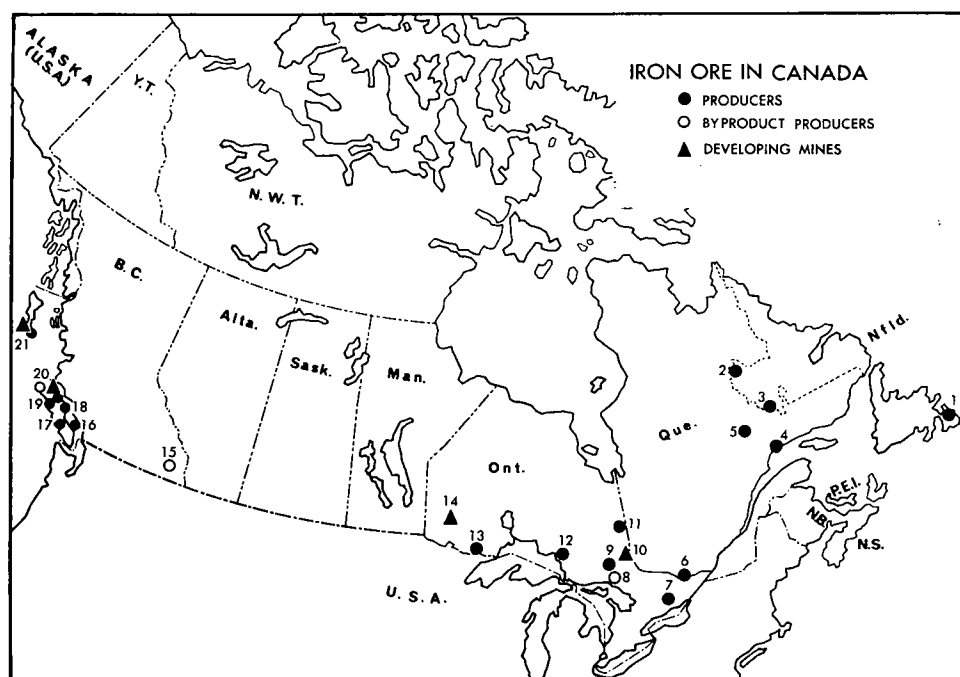 ALASKA
(U.S.A.)
Y.T.
IRON ORE IN CANADA
PRODUCERS
BYPRODUCT PRODUCERS
DEVELOPING MINES
N.W.T.
B.C.
Alta.
Sask.
Man.
Ont.
Que.
Nfld.
P.E.I.
N.B.
N.S.
U.S.A.
21
20
19
18
17
16
15
14
13
12
11
10
9
8
7
6
5
4
3
2
1